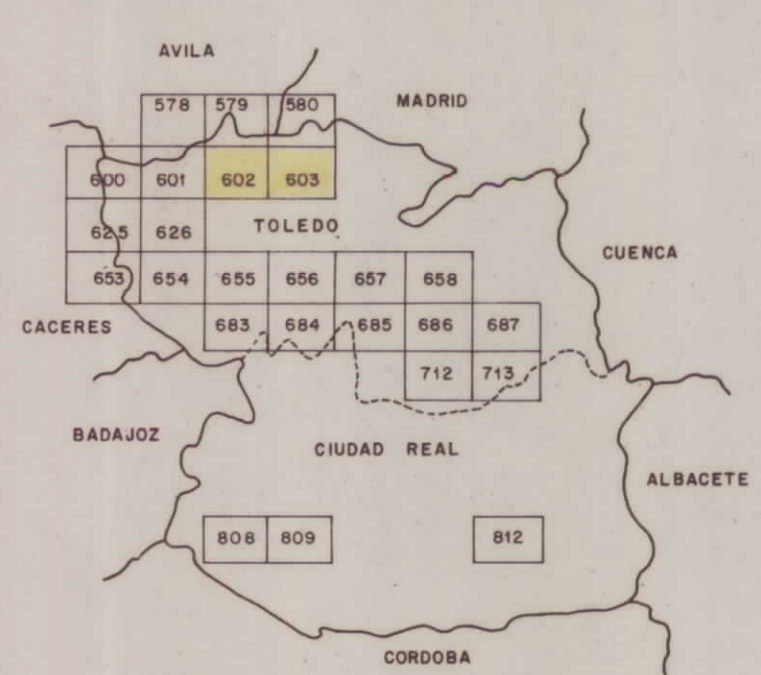 AVILA
MADRID
578 579 580
600 601 602 603
TOLEDO
625 626
CUENCA
653 654 655 656 657 658
CACERES
683 684 685 686 687
712 713
BADAJOZ
CIUDAD REAL
ALBACETE
808 809 812
CORDOBA